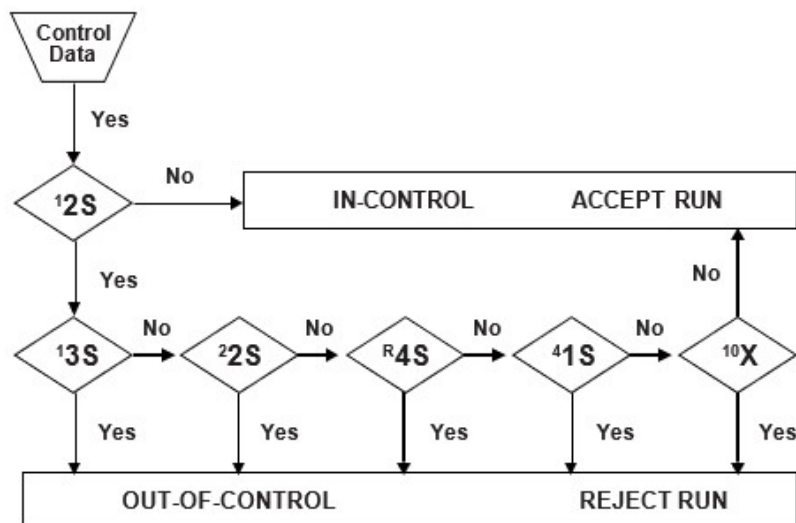 Control
Data
Yes
¹2S
No
IN-CONTROL ACCEPT RUN
Yes
No
¹3S
No
²2S
No
ᴿ4S
No
⁴1S
No
¹⁰X
Yes
Yes
Yes
Yes
Yes
OUT-OF-CONTROL REJECT RUN